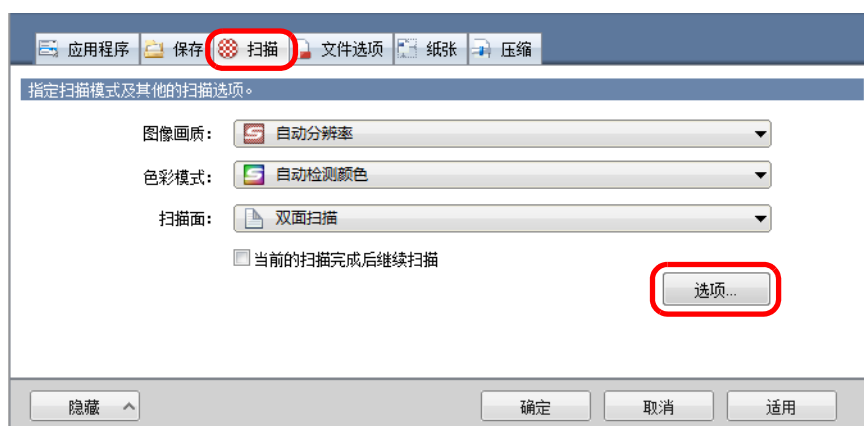 应用程序 保存 扫描 文件选项 纸张 压缩
指定扫描模式及其他的扫描选项。
图像画质： 自动分辨率
色彩模式： 自动检测颜色
扫描面： 双面扫描
当前的扫描完成后继续扫描
选项...
隐藏 确定 取消 适用